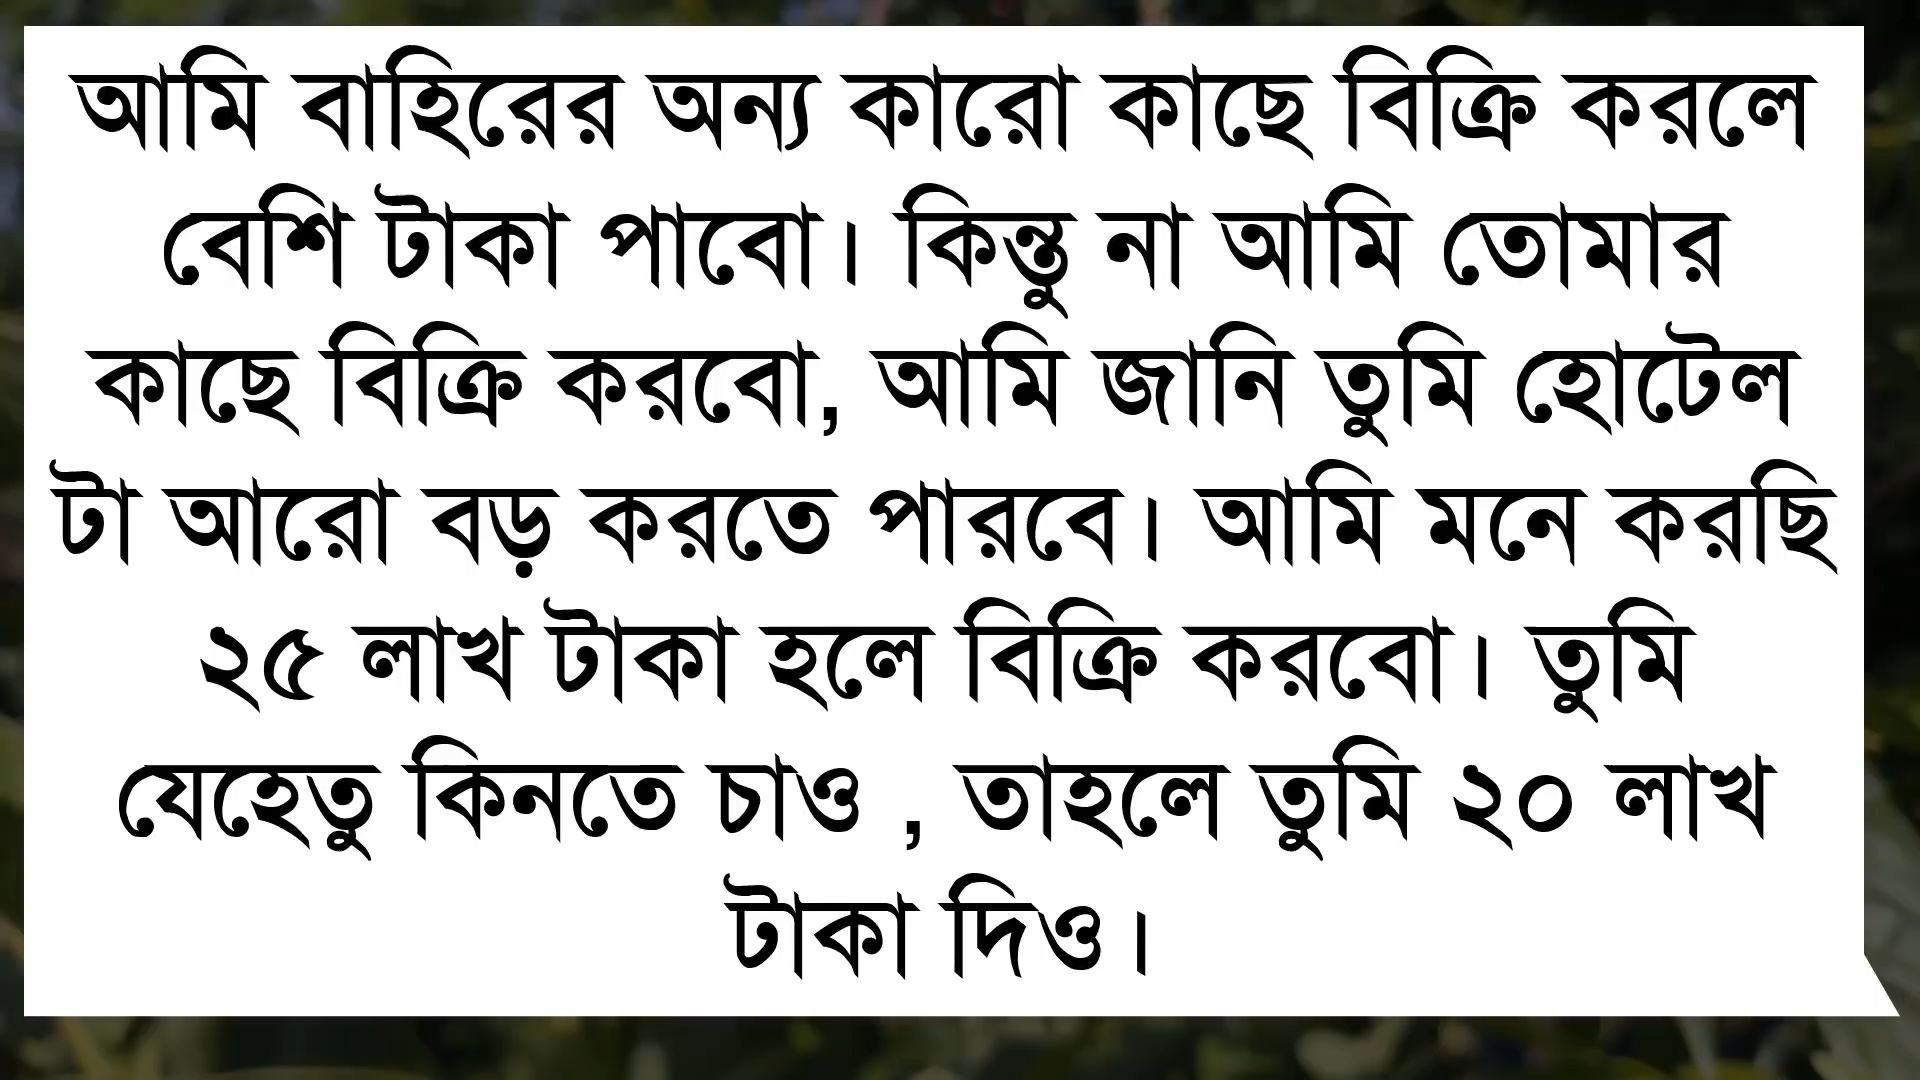 আমি বাহিরের অন্য কারো কাছে বিক্রি করলে
বেশি টাকা পাবো। কিন্তু না আমি তোমার
কাছে বিক্রি করবো, আমি জানি তুমি হোটেল
টা আরো বড় করতে পারবে। আমি মনে করছি
২৫ লাখ টাকা হলে বিক্রি করবো। তুমি
যেহেতু কিনতে চাও , তাহলে তুমি ২০ লাখ
টাকা দিও।